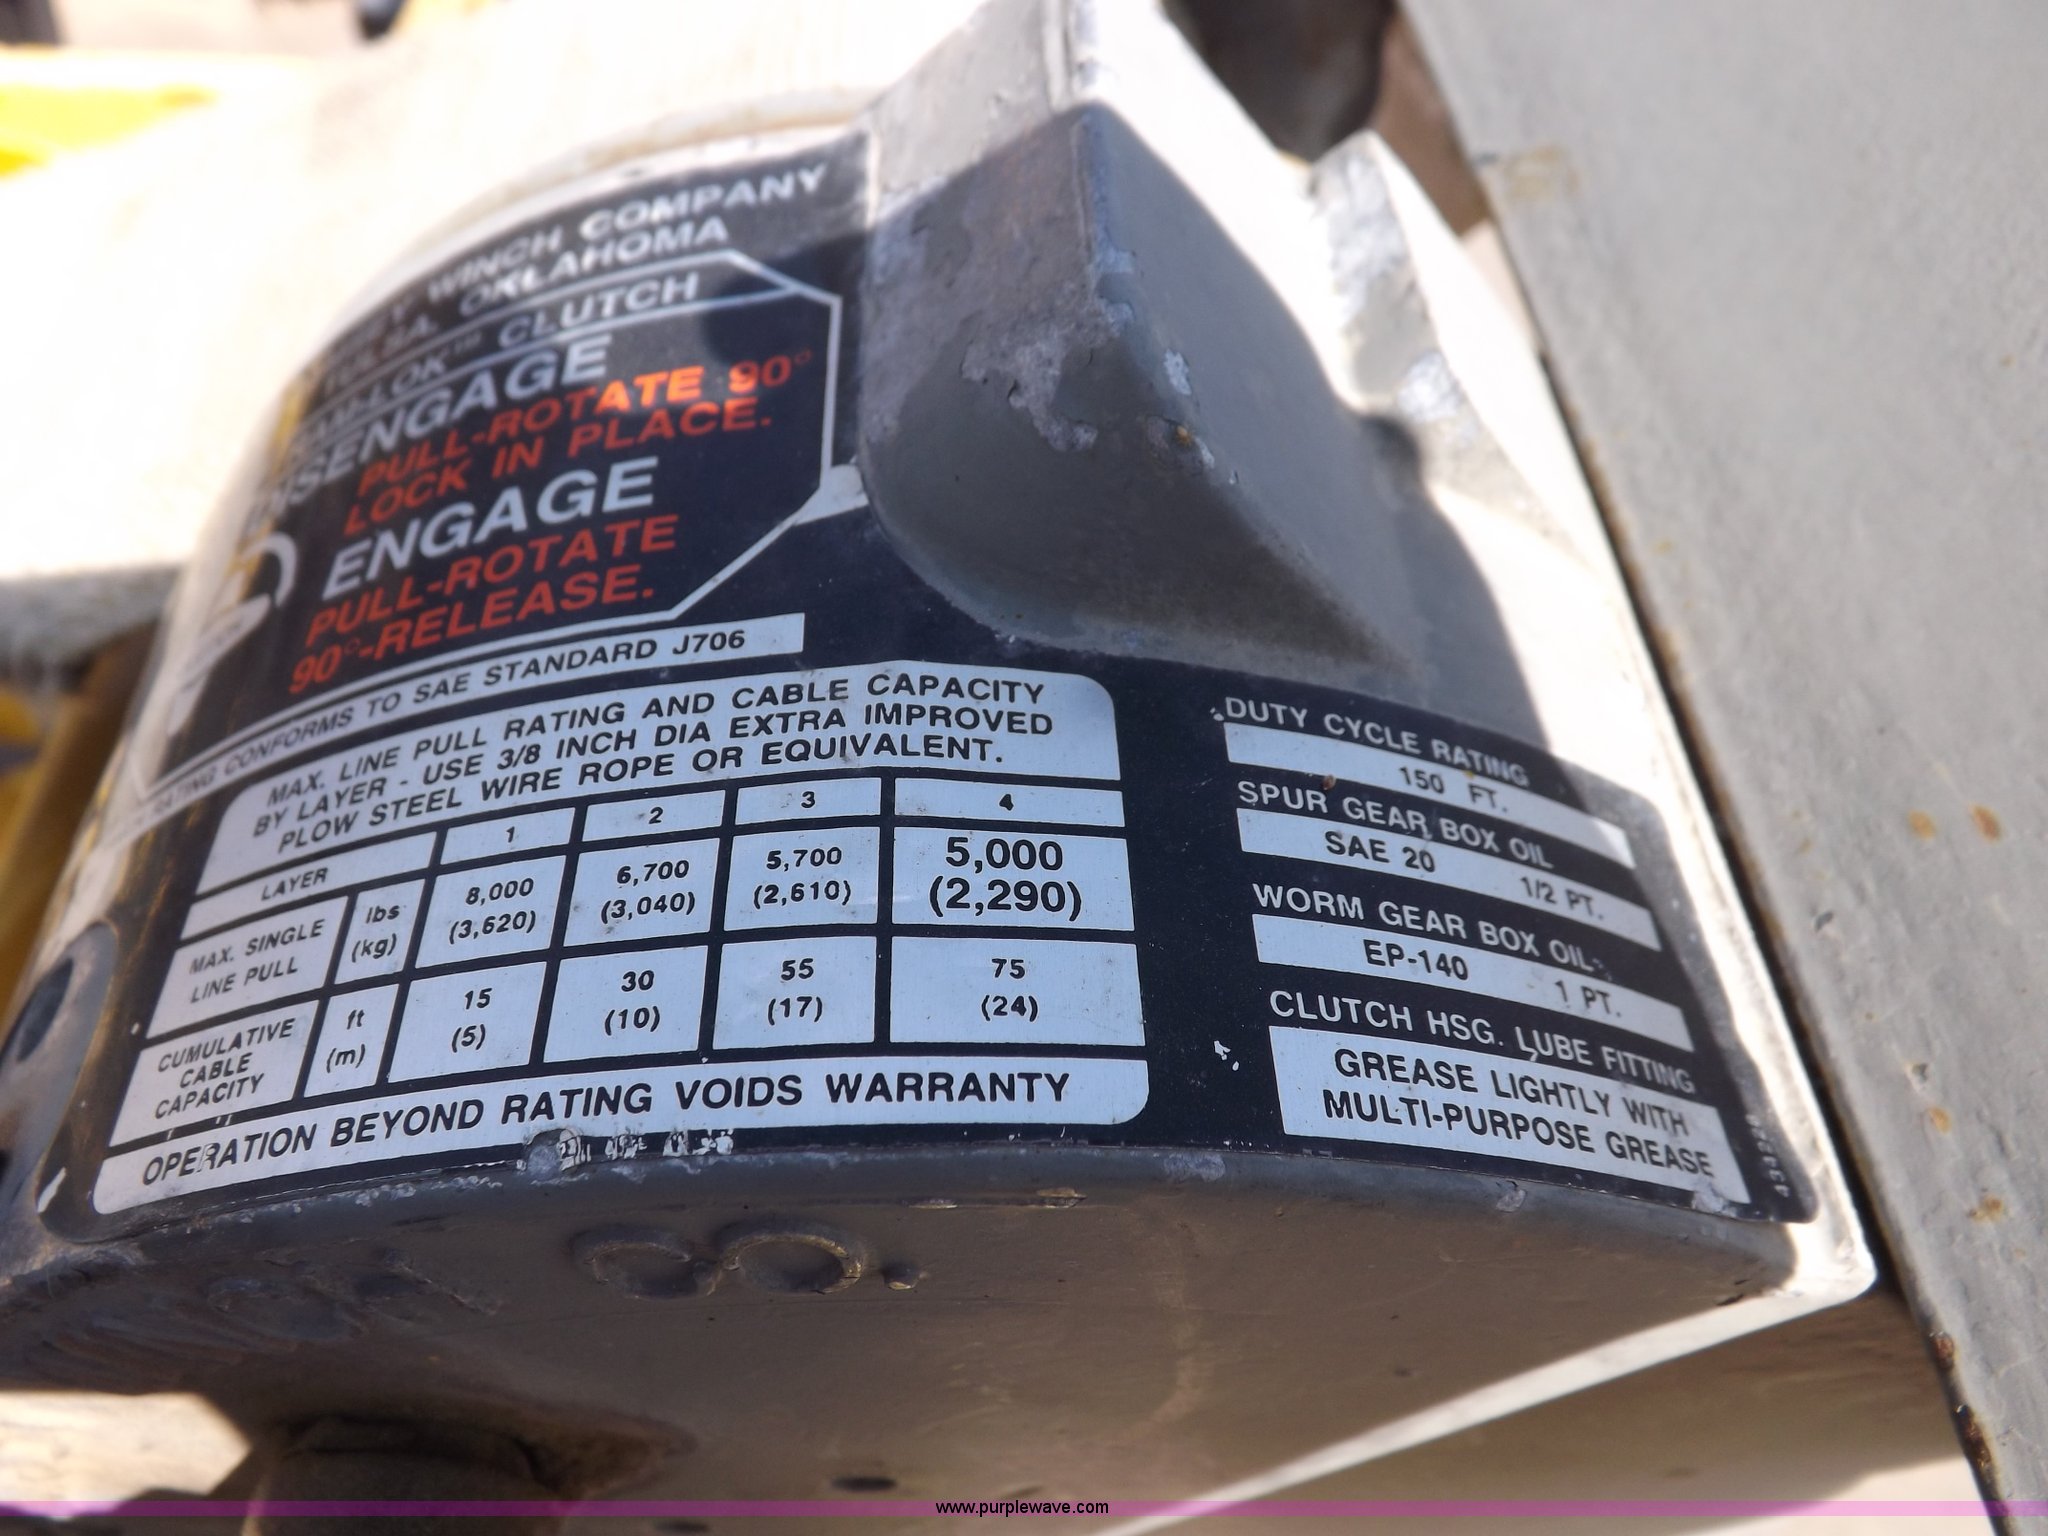 WINCH COMPANY
TULSA, OKLAHOMA
CAM-LOK™ CLUTCH
DISENGAGE
PULL-ROTATE 90°
LOCK IN PLACE.
ENGAGE
PULL-ROTATE
90°-RELEASE.
RATING CONFORMS TO SAE STANDARD J706
MAX. LINE PULL RATING AND CABLE CAPACITY
BY LAYER - USE 3/8 INCH DIA EXTRA IMPROVED
PLOW STEEL WIRE ROPE OR EQUIVALENT.
LAYER 1 2 3 4
MAX. SINGLE LINE PULL lbs (kg) 8,000 (3,620) 6,700 (3,040) 5,700 (2,610) 5,000 (2,290)
CUMULATIVE CABLE CAPACITY ft (m) 15 (5) 30 (10) 55 (17) 75 (24)
OPERATION BEYOND RATING VOIDS WARRANTY
DUTY CYCLE RATING
150 FT.
SPUR GEAR BOX OIL
SAE 20 1/2 PT.
WORM GEAR BOX OIL
EP-140 1 PT.
CLUTCH HSG. LUBE FITTING
GREASE LIGHTLY WITH
MULTI-PURPOSE GREASE
www.purplewave.com